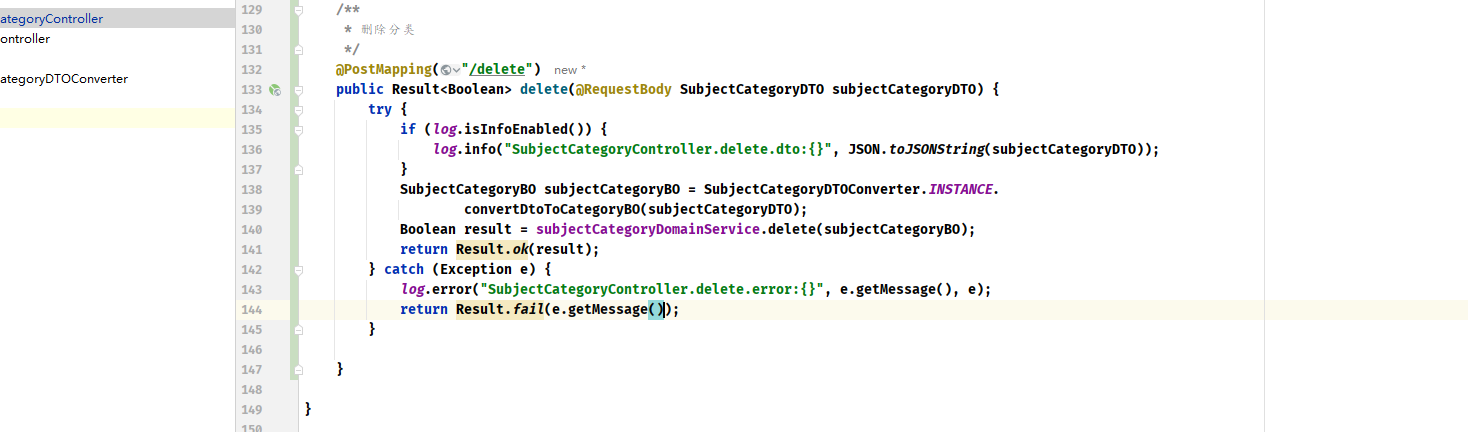 ategoryController
ontroller
ategoryDTOConverter
129 /**
130 * 删除分类
131 */
132 @PostMapping("/delete") new *
133 public Result<Boolean> delete(@RequestBody SubjectCategoryDTO subjectCategoryDTO) {
134 try {
135 if (log.isInfoEnabled()) {
136 log.info("SubjectCategoryController.delete.dto:{}", JSON.toJSONString(subjectCategoryDTO));
137 }
138 SubjectCategoryBO subjectCategoryBO = SubjectCategoryDTOConverter.INSTANCE.
139 convertDtoToCategoryBO(subjectCategoryDTO);
140 Boolean result = subjectCategoryDomainService.delete(subjectCategoryBO);
141 return Result.ok(result);
142 } catch (Exception e) {
143 log.error("SubjectCategoryController.delete.error:{}", e.getMessage(), e);
144 return Result.fail(e.getMessage());
145 }
146
147 }
148
149 }
150